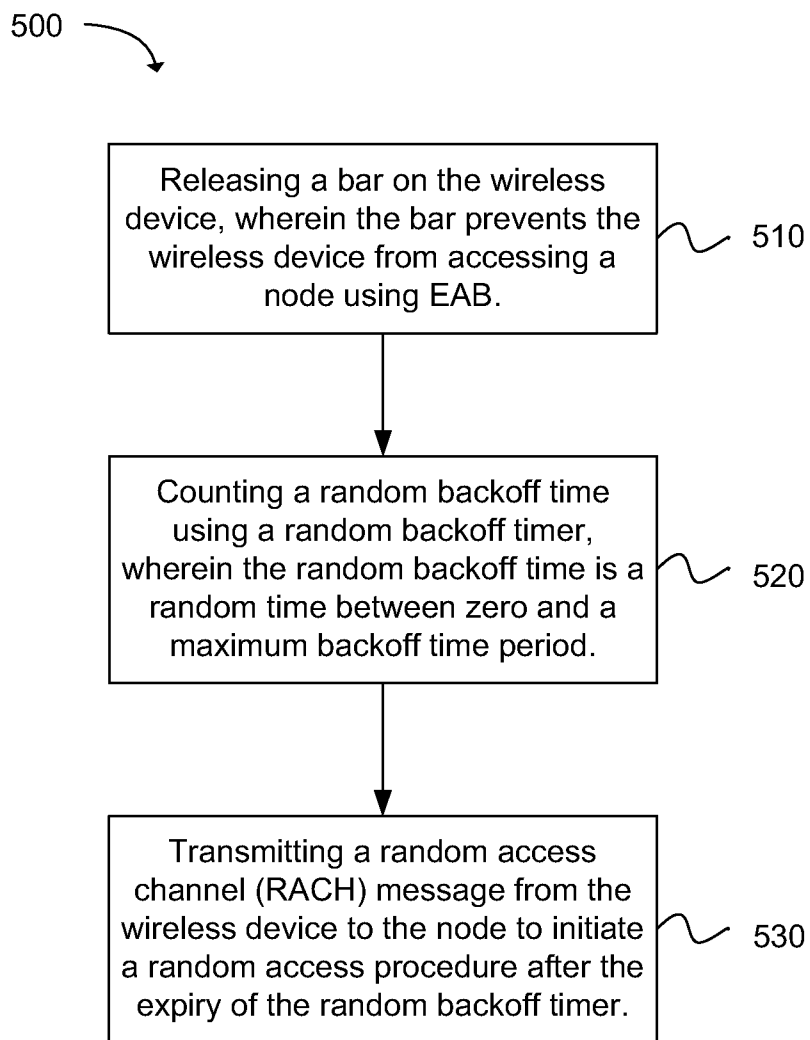 500
Releasing a bar on the wireless
device, wherein the bar prevents the
wireless device from accessing a
node using EAB.
510
Counting a random backoff time
using a random backoff timer,
wherein the random backoff time is a
random time between zero and a
maximum backoff time period.
520
Transmitting a random access
channel (RACH) message from the
wireless device to the node to initiate
a random access procedure after the
expiry of the random backoff timer.
530